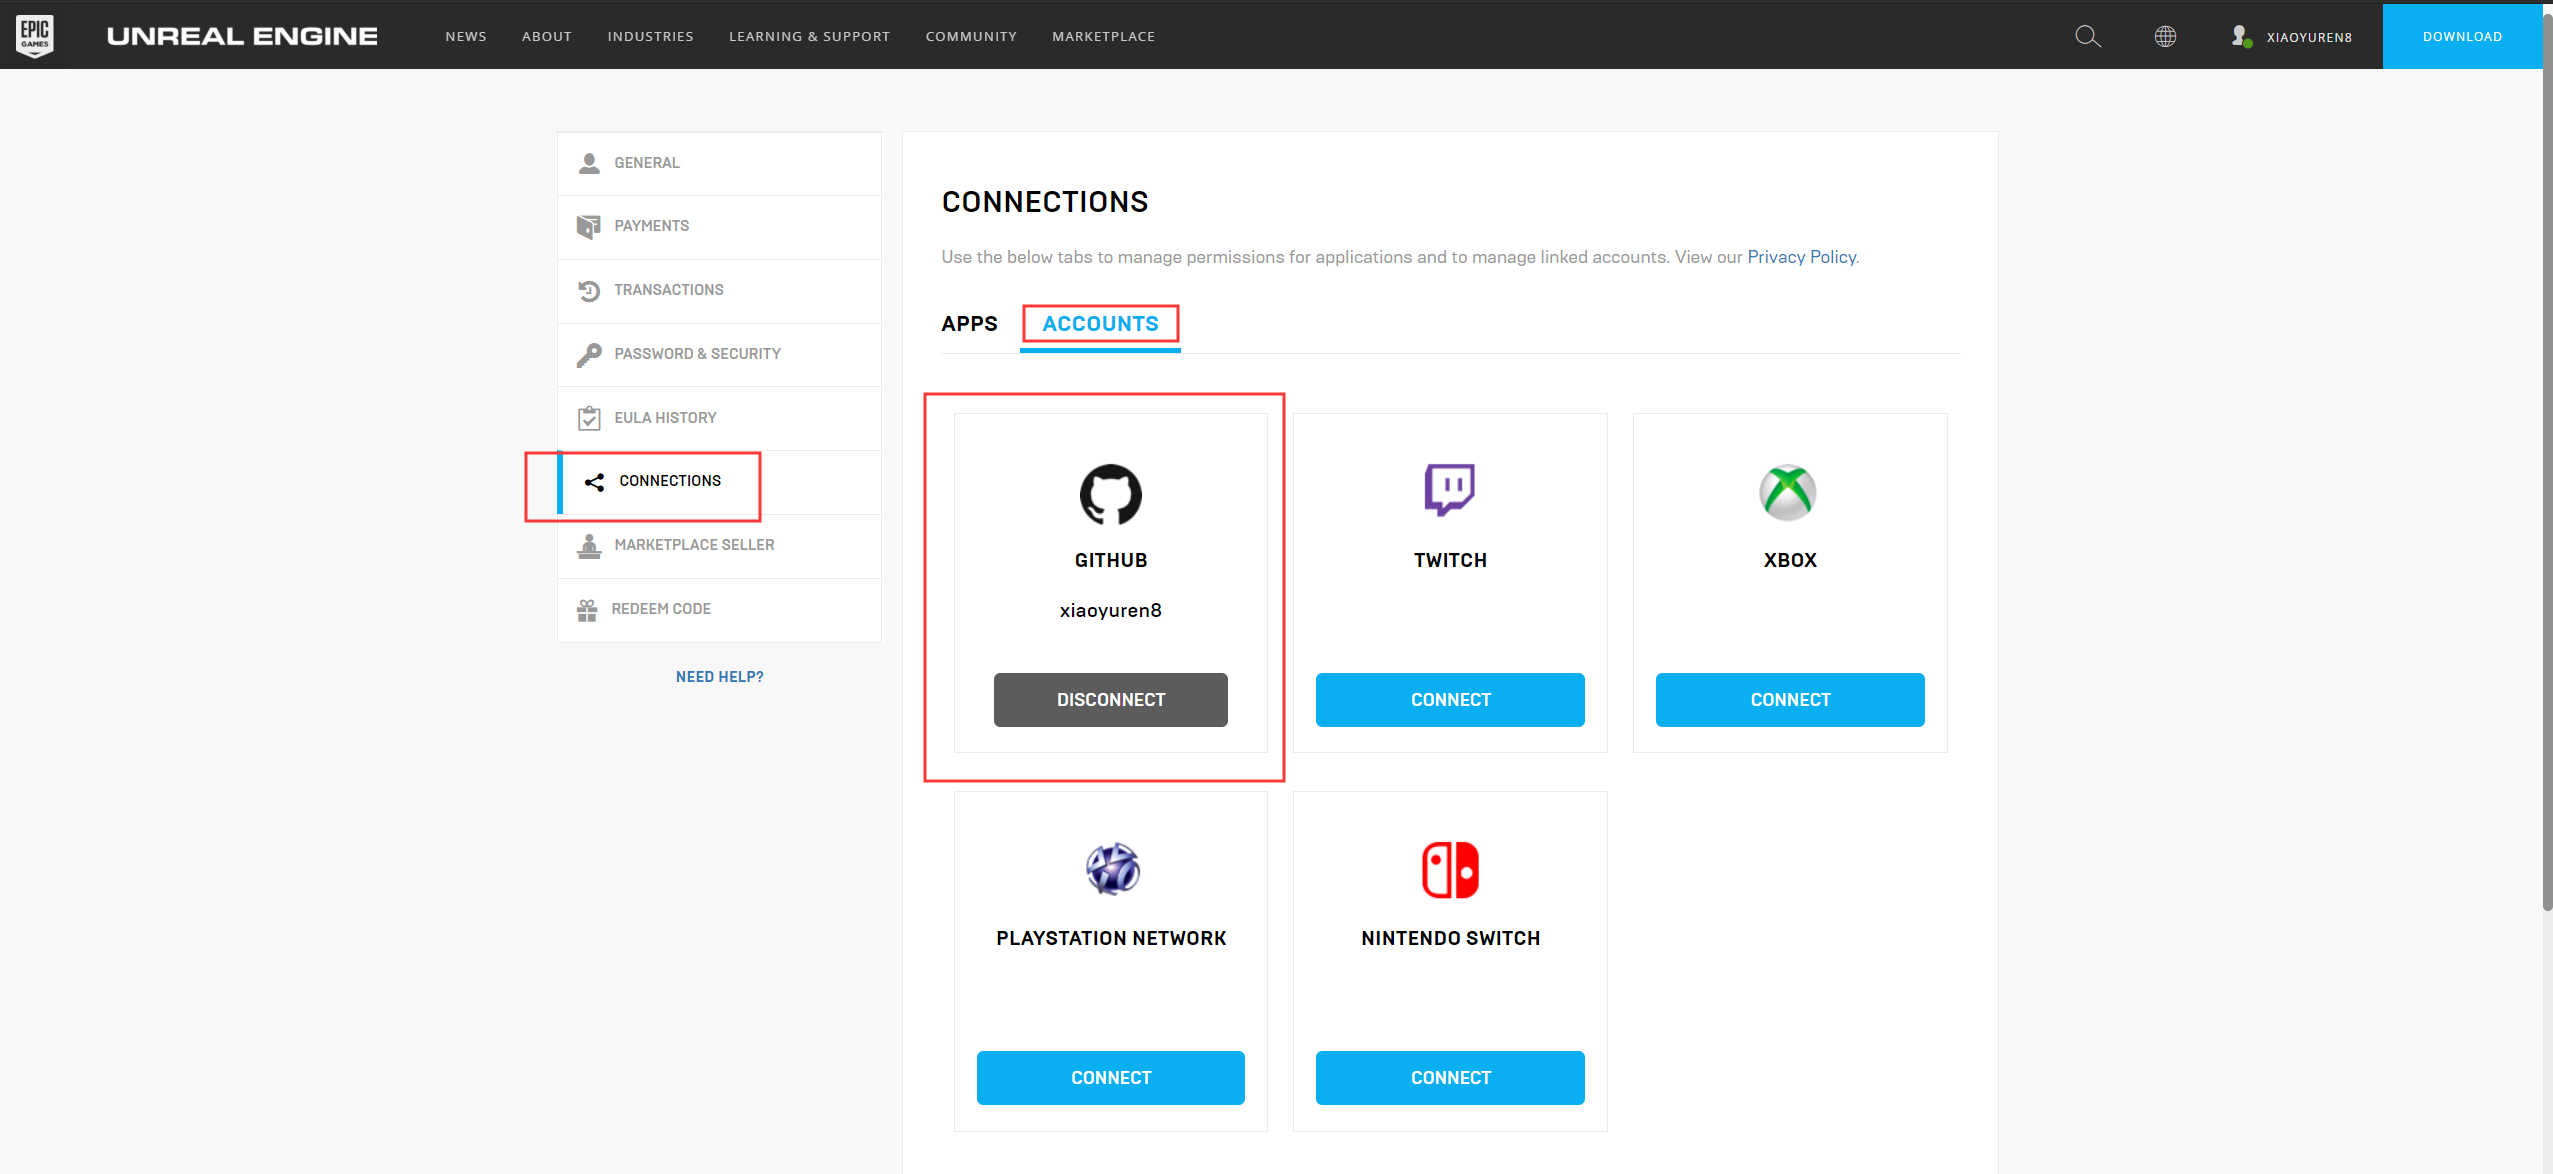 EPIC GAMES
UNREAL ENGINE
NEWS ABOUT INDUSTRIES LEARNING & SUPPORT COMMUNITY MARKETPLACE
XIAOYUREN8
DOWNLOAD
GENERAL
PAYMENTS
TRANSACTIONS
PASSWORD & SECURITY
EULA HISTORY
CONNECTIONS
MARKETPLACE SELLER
REDEEM CODE
NEED HELP?
CONNECTIONS
Use the below tabs to manage permissions for applications and to manage linked accounts. View our Privacy Policy.
APPS ACCOUNTS
GITHUB
xiaoyuren8
DISCONNECT
TWITCH
CONNECT
XBOX
CONNECT
PLAYSTATION NETWORK
CONNECT
NINTENDO SWITCH
CONNECT